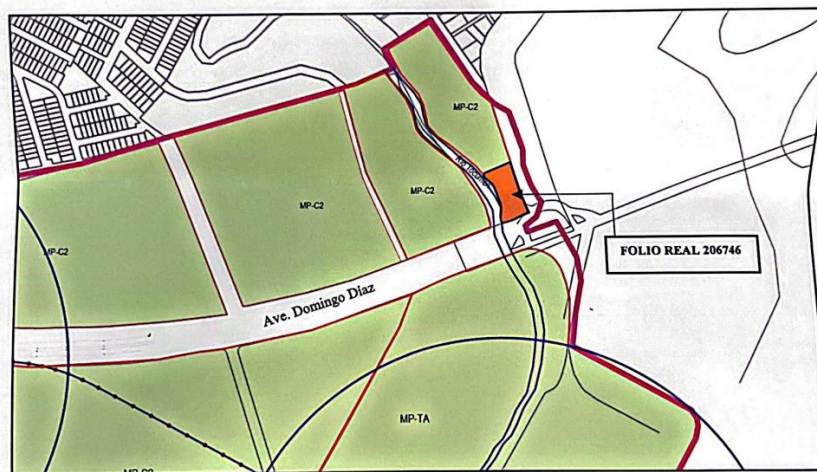 MP-C2
MP-C2
MP-C2
MP-C2
Ave. Domingo Díaz
FOLIO REAL 206746
MP-TA
MP-C2